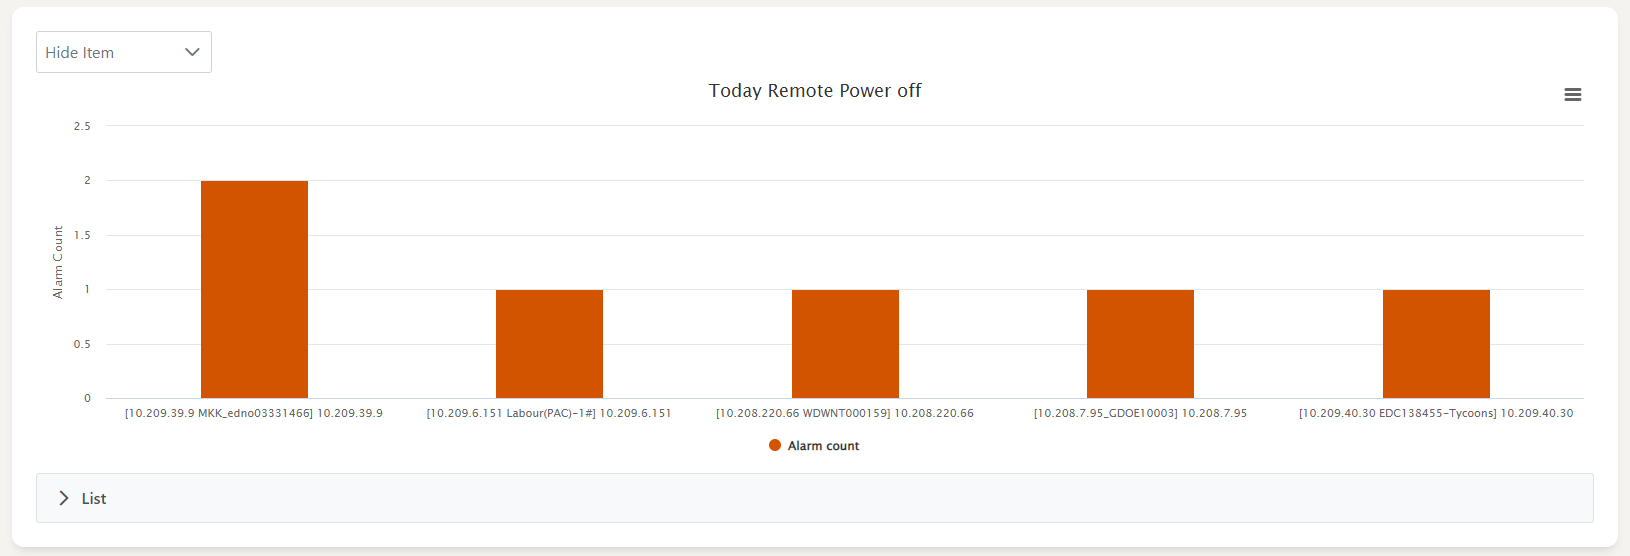 Hide Item
Today Remote Power off
2.5
2
1.5
1
0.5
0
Alarm Count
[10.209.39.9 MKK_edno03331466] 10.209.39.9
[10.209.6.151 Labour(PAC)-1#] 10.209.6.151
[10.208.220.66 WDWNT000159] 10.208.220.66
[10.208.7.95_GDOE10003] 10.208.7.95
[10.209.40.30 EDC138455-Tycoons] 10.209.40.30
Alarm count
List